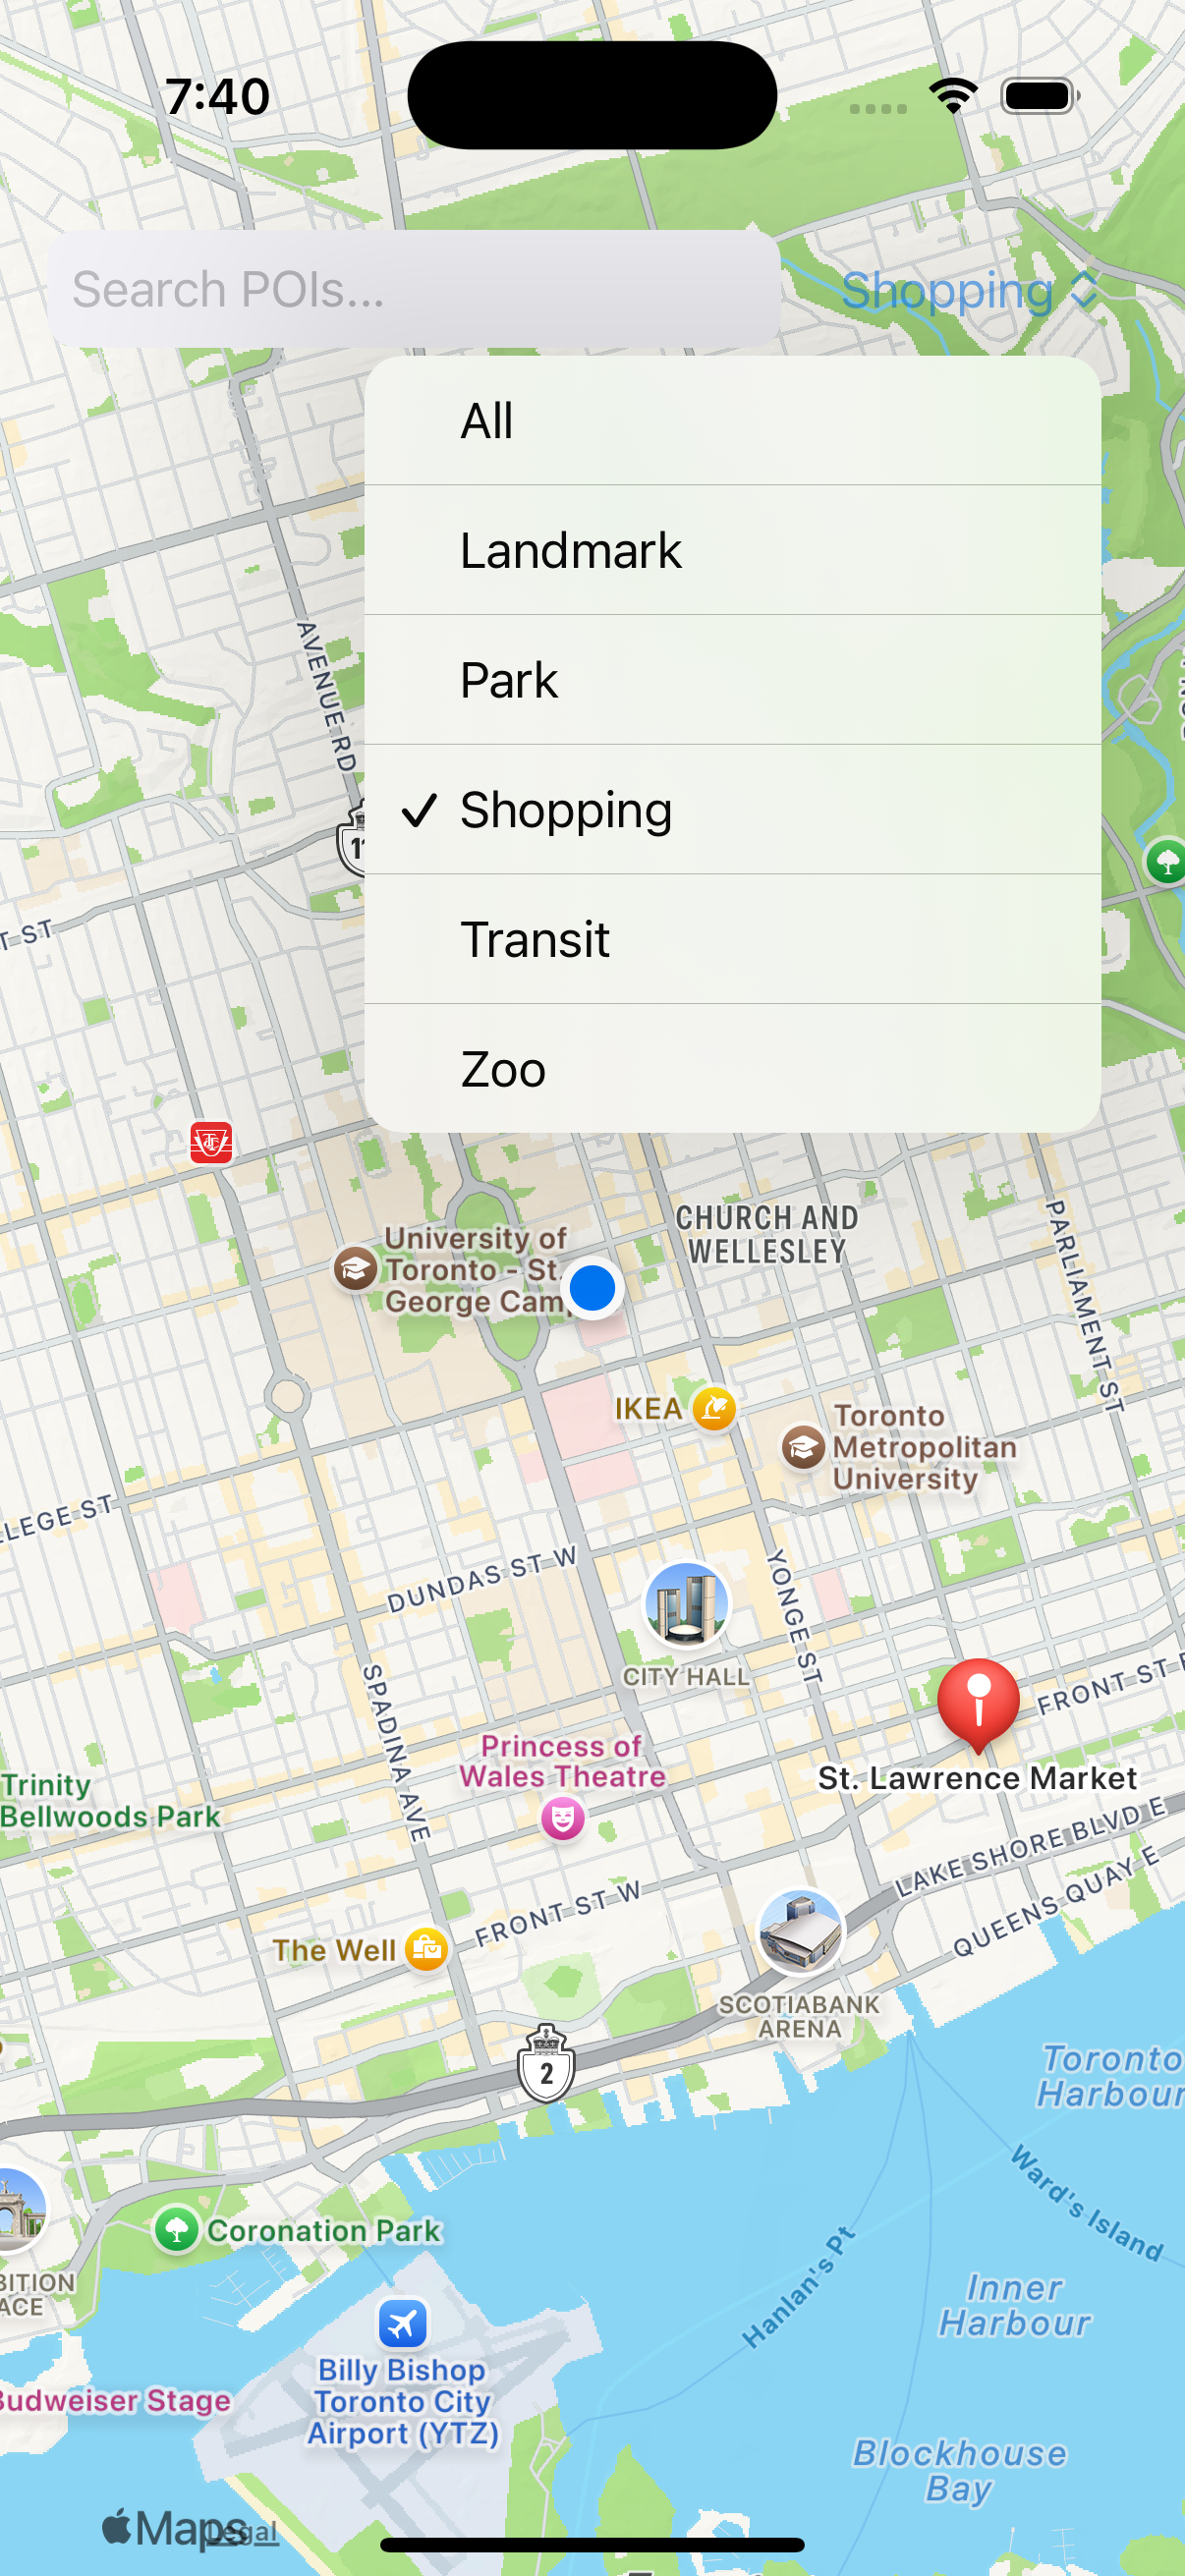 7:40
Search POIs...
Shopping
All
Landmark
Park
Shopping
Transit
Zoo
AVENUE RD
T ST
CHURCH AND
WELLESLEY
University of
Toronto - St.
George Cam
PARLIAMENT ST
IKEA
Toronto
Metropolitan
University
LLEGE ST
DUNDAS ST W
YONGE ST
CITY HALL
SPADINA AVE
FRONT ST E
Princess of
Wales Theatre
St. Lawrence Market
Trinity
Bellwoods Park
LAKE SHORE BLVD E
QUEENS QUAY E
FRONT ST W
The Well
SCOTIABANK
ARENA
2
Toronto
Harbour
Ward's Island
Coronation Park
Hanlan's Pt
BITION
ACE
Inner
Harbour
Billy Bishop
Toronto City
Airport (YTZ)
Budweiser Stage
Blockhouse
Bay
Maps
Legal